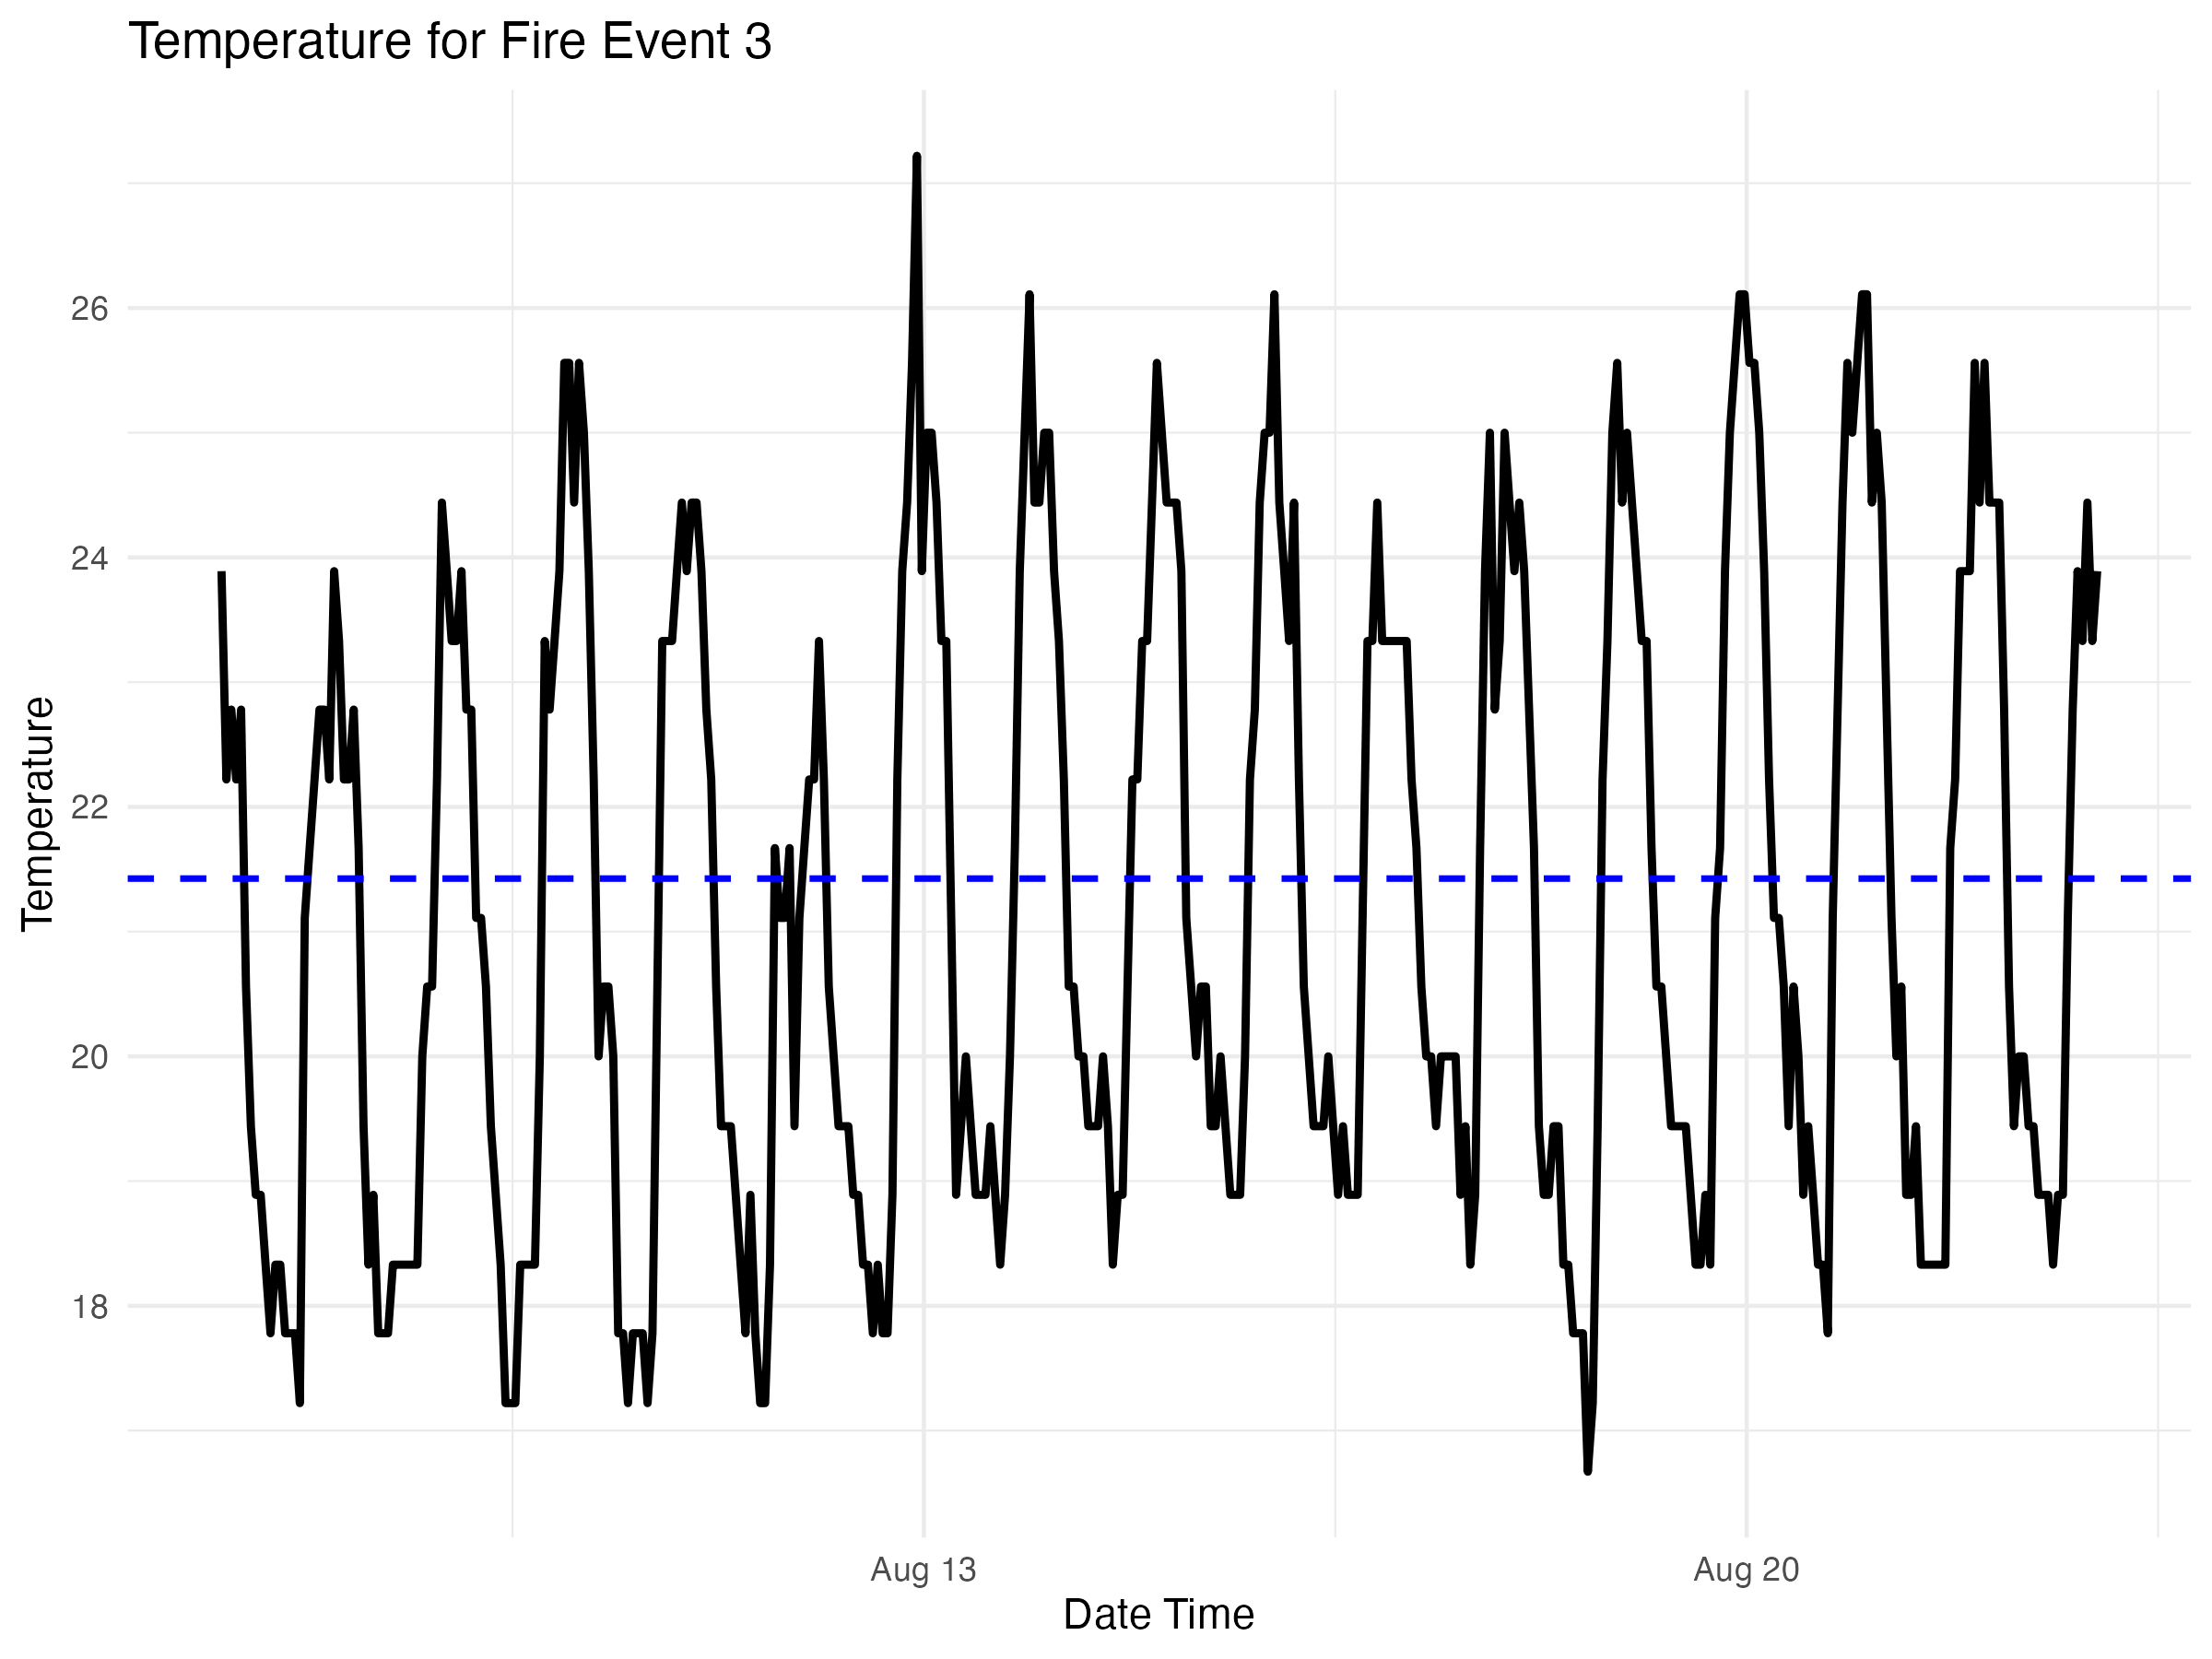 Temperature for Fire Event 3
Temperature
26
24
22
20
18
Aug 13
Aug 20
Date Time